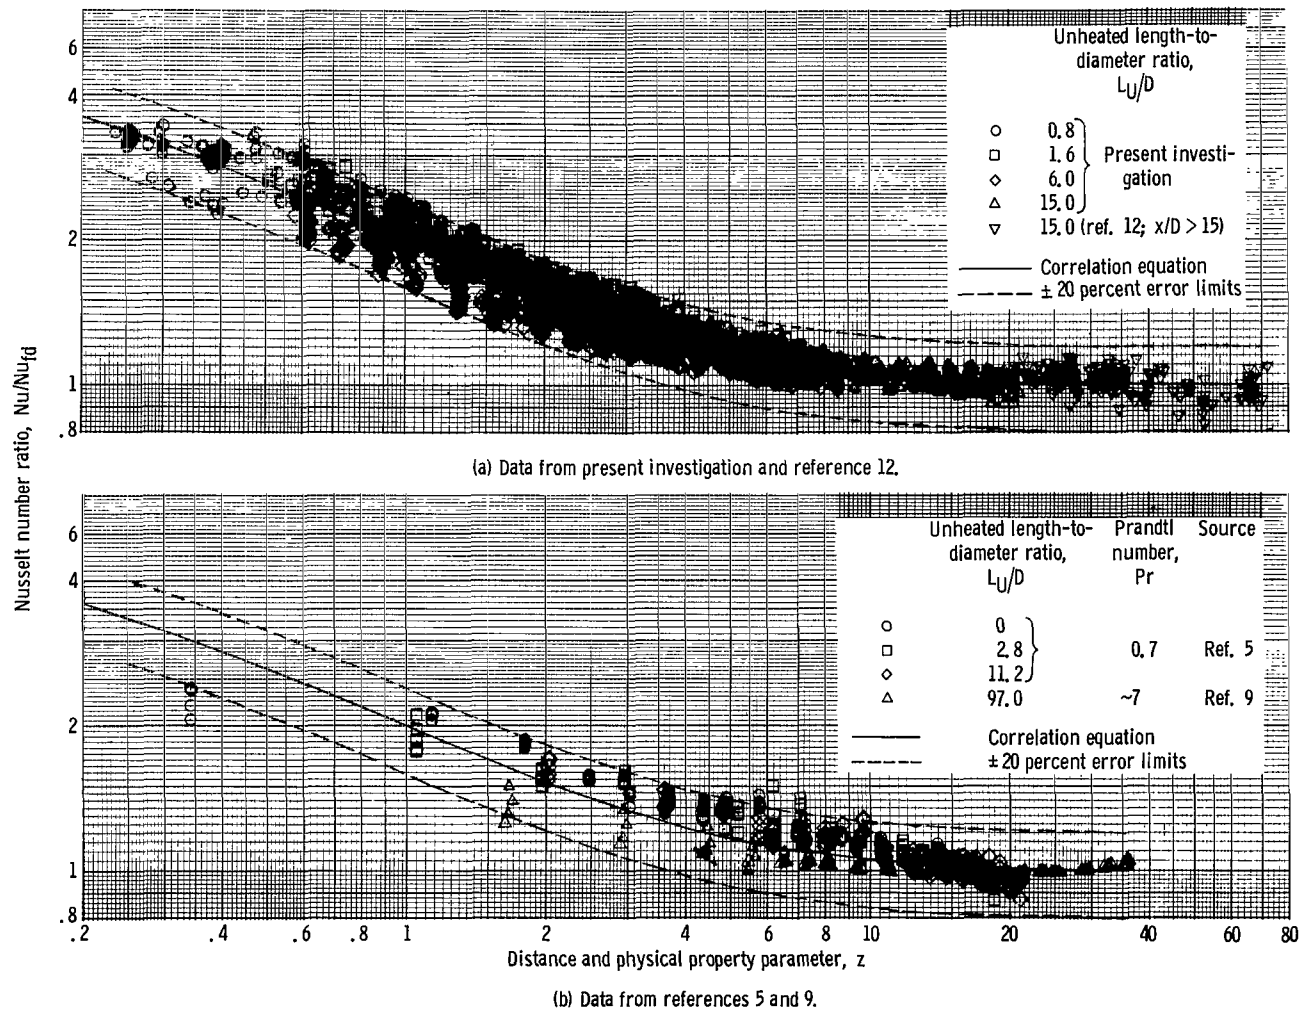 6
4
2
1
.8
Unheated length-to-
diameter ratio,
LU/D
○ 0.8
□ 1.6
◇ 6.0
△ 15.0
Present investi-
gation
▽ 15.0 (ref. 12; x/D > 15)
Correlation equation
± 20 percent error limits
(a) Data from present investigation and reference 12.
Nusselt number ratio, Nu/Nufd
6
4
2
1
.8
Unheated length-to-
diameter ratio,
LU/D
Prandtl
number,
Pr
Source
○ 0
□ 2.8 0.7 Ref. 5
◇ 11.2
△ 97.0 ~7 Ref. 9
Correlation equation
± 20 percent error limits
.2 .4 .6 .8 1 2 4 6 8 10 20 40 60 80
Distance and physical property parameter, z
(b) Data from references 5 and 9.